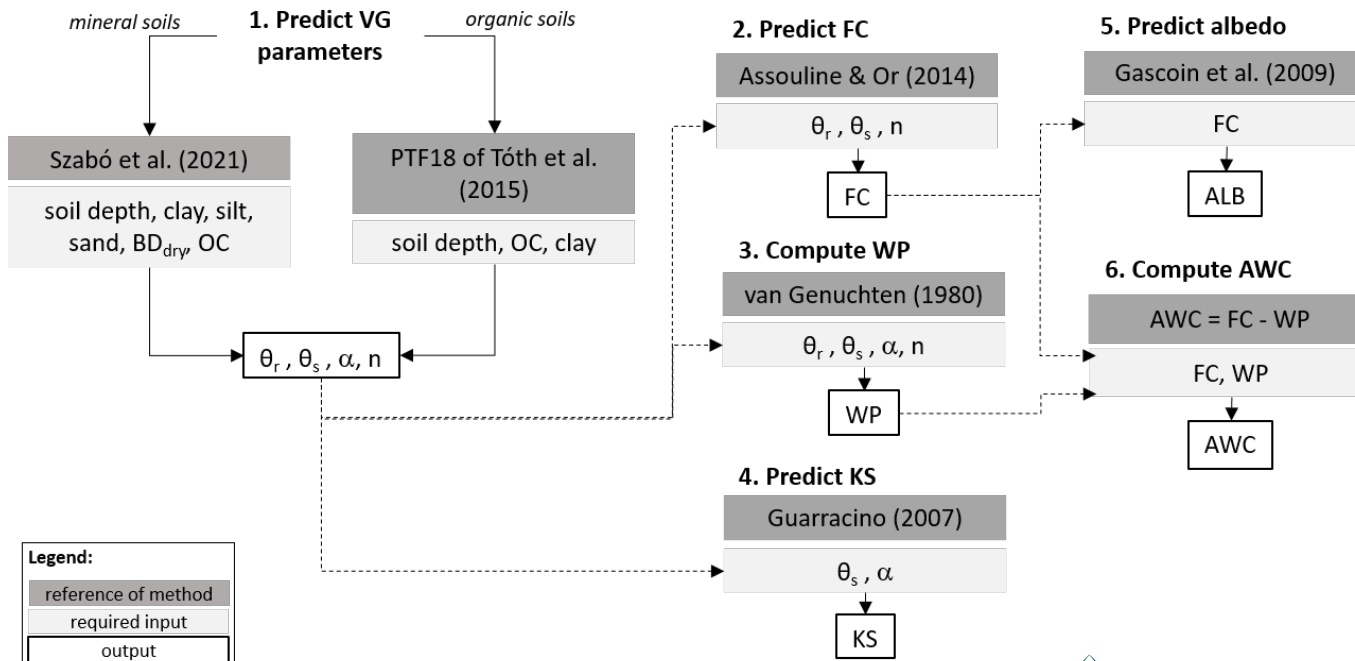 mineral soils
1. Predict VG
parameters
organic soils
Szabó et al. (2021)
soil depth, clay, silt,
sand, BDdry, OC
PTF18 of Tóth et al.
(2015)
soil depth, OC, clay
θr , θs , α, n
2. Predict FC
Assouline & Or (2014)
θr , θs , n
FC
3. Compute WP
van Genuchten (1980)
θr , θs , α, n
WP
4. Predict KS
Guarracino (2007)
θs , α
KS
5. Predict albedo
Gascoin et al. (2009)
FC
ALB
6. Compute AWC
AWC = FC - WP
FC, WP
AWC
Legend:
reference of method
required input
output